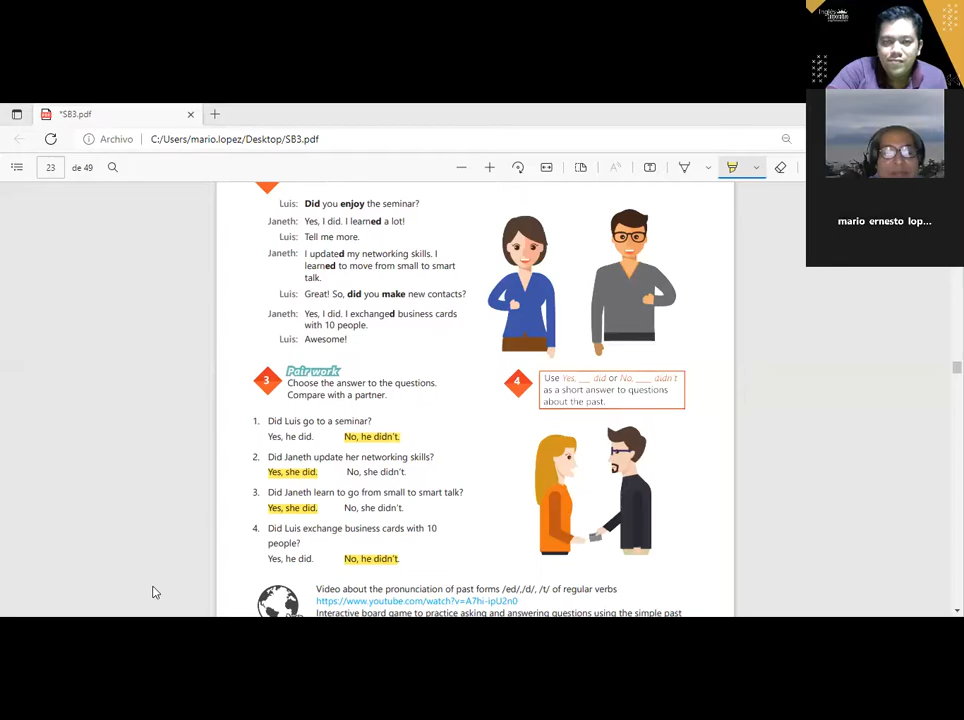 Inglés
*SB3.pdf
Archivo
C:/Users/mario.lopez/Desktop/SB3.pdf
23
de 49
mario ernesto lop...
Luis: Did you enjoy the seminar?
Janeth: Yes, I did. I learned a lot!
Luis: Tell me more.
Janeth: I updated my networking skills. I
learned to move from small to smart
talk.
Luis: Great! So, did you make new contacts?
Janeth: Yes, I did. I exchanged business cards
with 10 people.
Luis: Awesome!
3
Pair work
Choose the answer to the questions.
Compare with a partner.
1. Did Luis go to a seminar?
Yes, he did. No, he didn't.
2. Did Janeth update her networking skills?
Yes, she did. No, she didn't.
3. Did Janeth learn to go from small to smart talk?
Yes, she did. No, she didn't.
4. Did Luis exchange business cards with 10
people?
Yes, he did. No, he didn't.
4
Use Yes, ___ did or No, ____ didn't
as a short answer to questions
about the past.
Video about the pronunciation of past forms /ed/,/d/, /t/ of regular verbs
https://www.youtube.com/watch?v=A7hi-ipU2n0
Interactive board game to practice asking and answering questions using the simple past